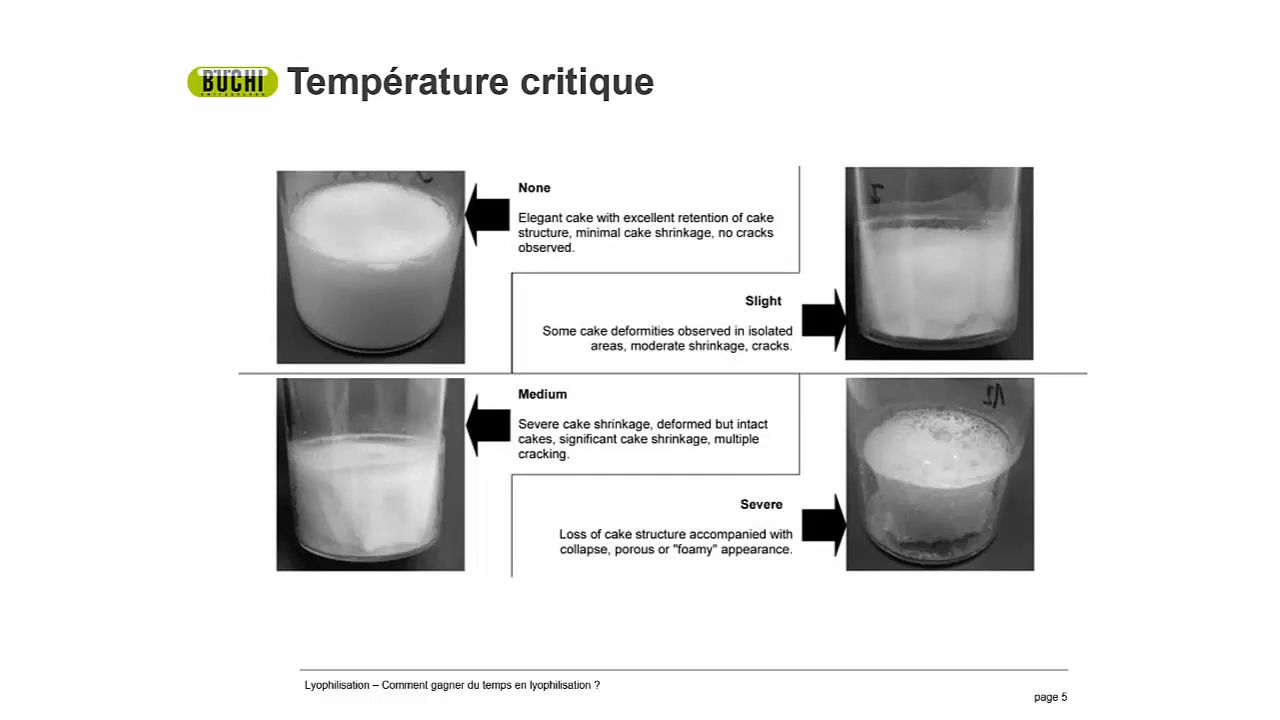 BUCHI
SWITZERLAND
Température critique
None
Elegant cake with excellent retention of cake
structure, minimal cake shrinkage, no cracks
observed.
Slight
Some cake deformities observed in isolated
areas, moderate shrinkage, cracks.
Medium
Severe cake shrinkage, deformed but intact
cakes, significant cake shrinkage, multiple
cracking.
Severe
Loss of cake structure accompanied with
collapse, porous or "foamy" appearance.
Lyophilisation – Comment gagner du temps en lyophilisation ?
page 5